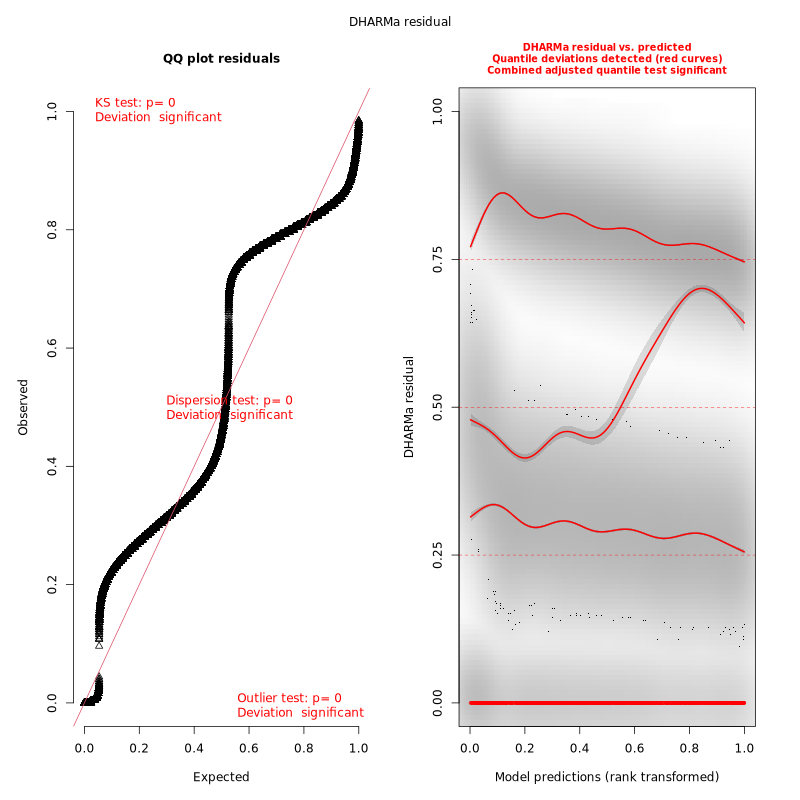 DHARMa residual
QQ plot residuals
KS test: p= 0
Deviation  significant
Dispersion test: p= 0
Deviation  significant
Outlier test: p= 0
Deviation  significant
Observed
0.0
0.2
0.4
0.6
0.8
1.0
0.0
0.2
0.4
0.6
0.8
1.0
Expected
DHARMa residual vs. predicted
Quantile deviations detected (red curves)
Combined adjusted quantile test significant
DHARMa residual
0.00
0.25
0.50
0.75
1.00
0.0
0.2
0.4
0.6
0.8
1.0
Model predictions (rank transformed)